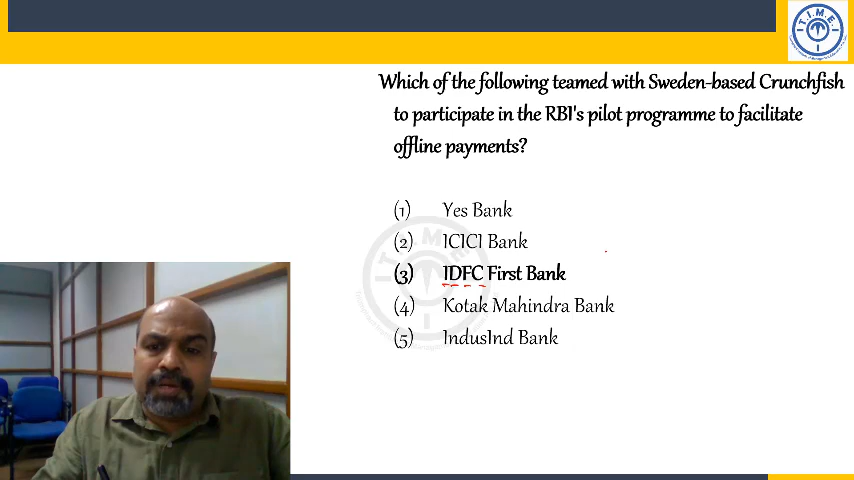 T.I.M.E.
Which of the following teamed with Sweden-based Crunchfish
to participate in the RBI's pilot programme to facilitate
offline payments?
(1) Yes Bank
(2) ICICI Bank
(3) IDFC First Bank
(4) Kotak Mahindra Bank
(5) IndusInd Bank